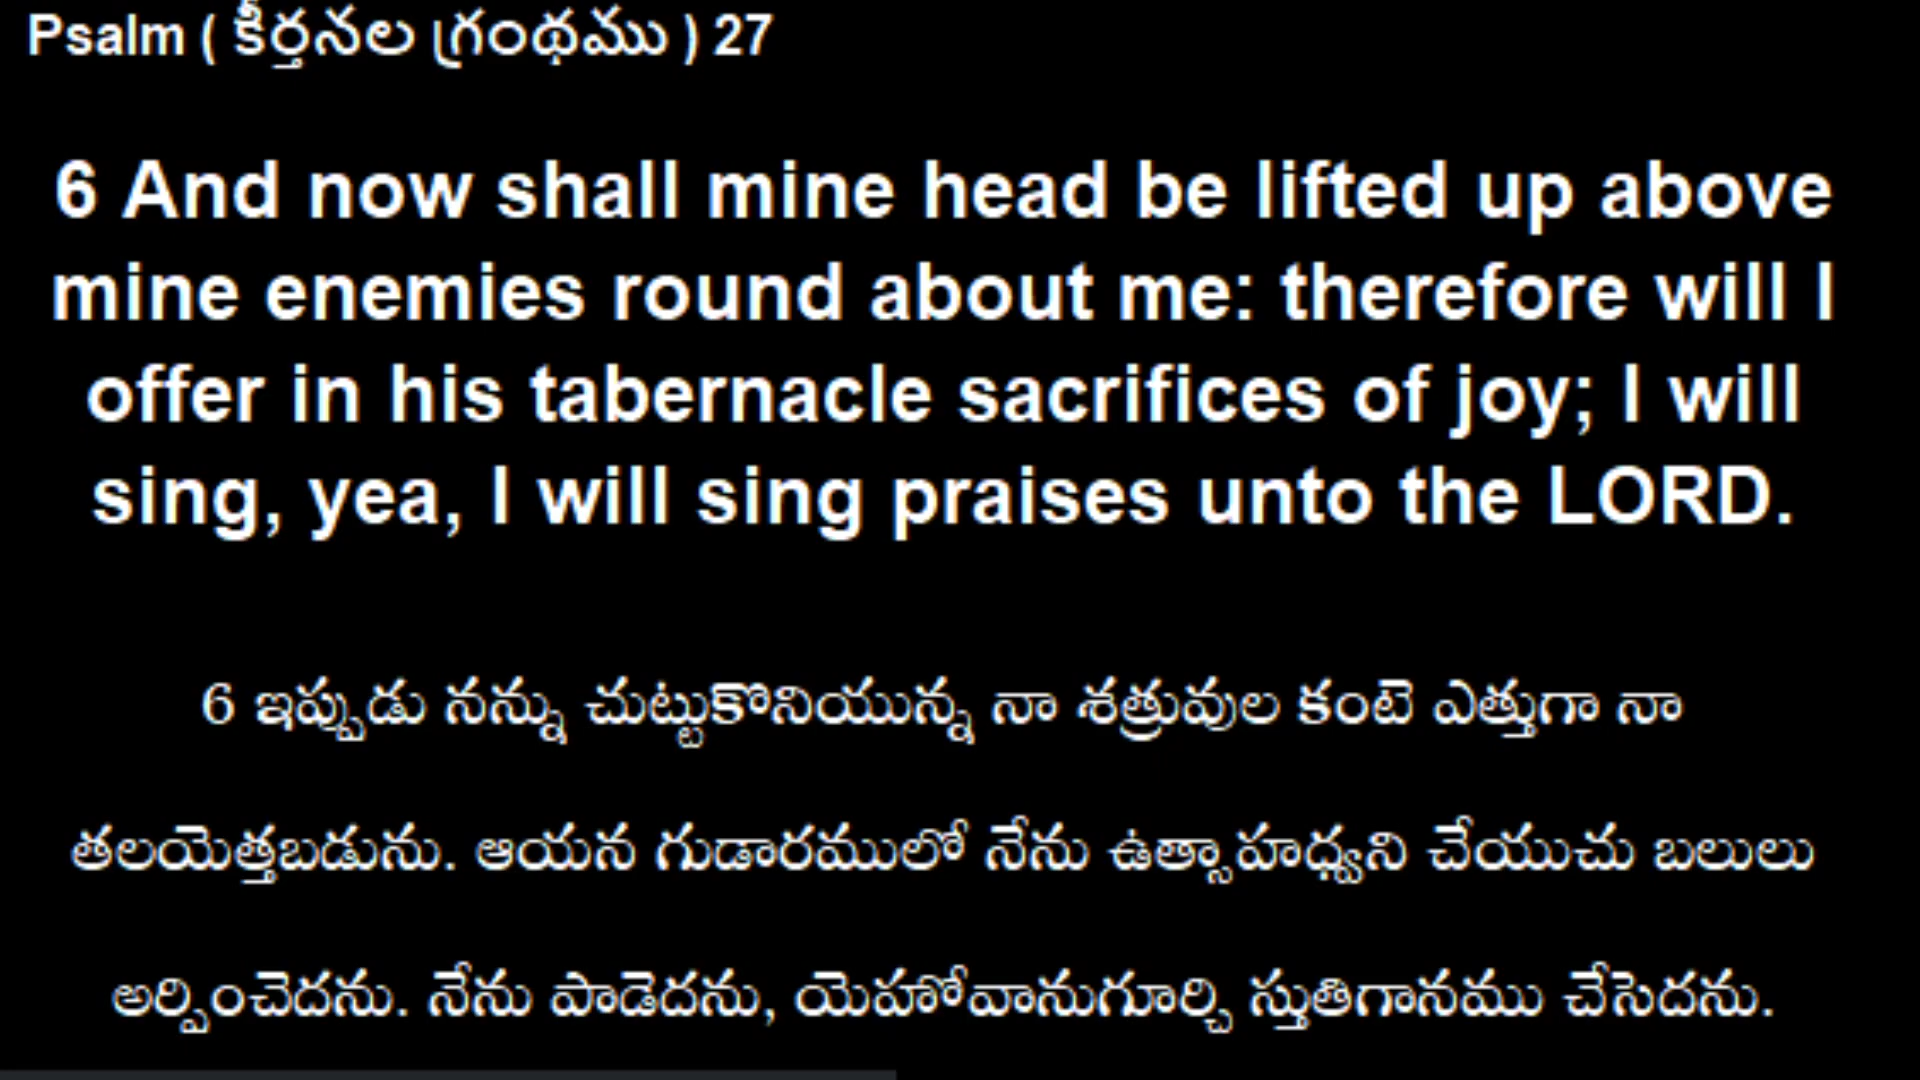 Psalm ( కీర్తనల గ్రంథము ) 27
6 And now shall mine head be lifted up above
mine enemies round about me: therefore will I
offer in his tabernacle sacrifices of joy; I will
sing, yea, I will sing praises unto the LORD.
6 ఇప్పుడు నన్ను చుట్టుకొనియున్న నా శత్రువుల కంటె ఎత్తుగా నా
తలయెత్తబడును. ఆయన గుడారములో నేను ఉత్సాహధ్వని చేయుచు బలులు
అర్పించెదను. నేను పాడెదను, యెహోవానుగూర్చి స్తుతిగానము చేసెదను.